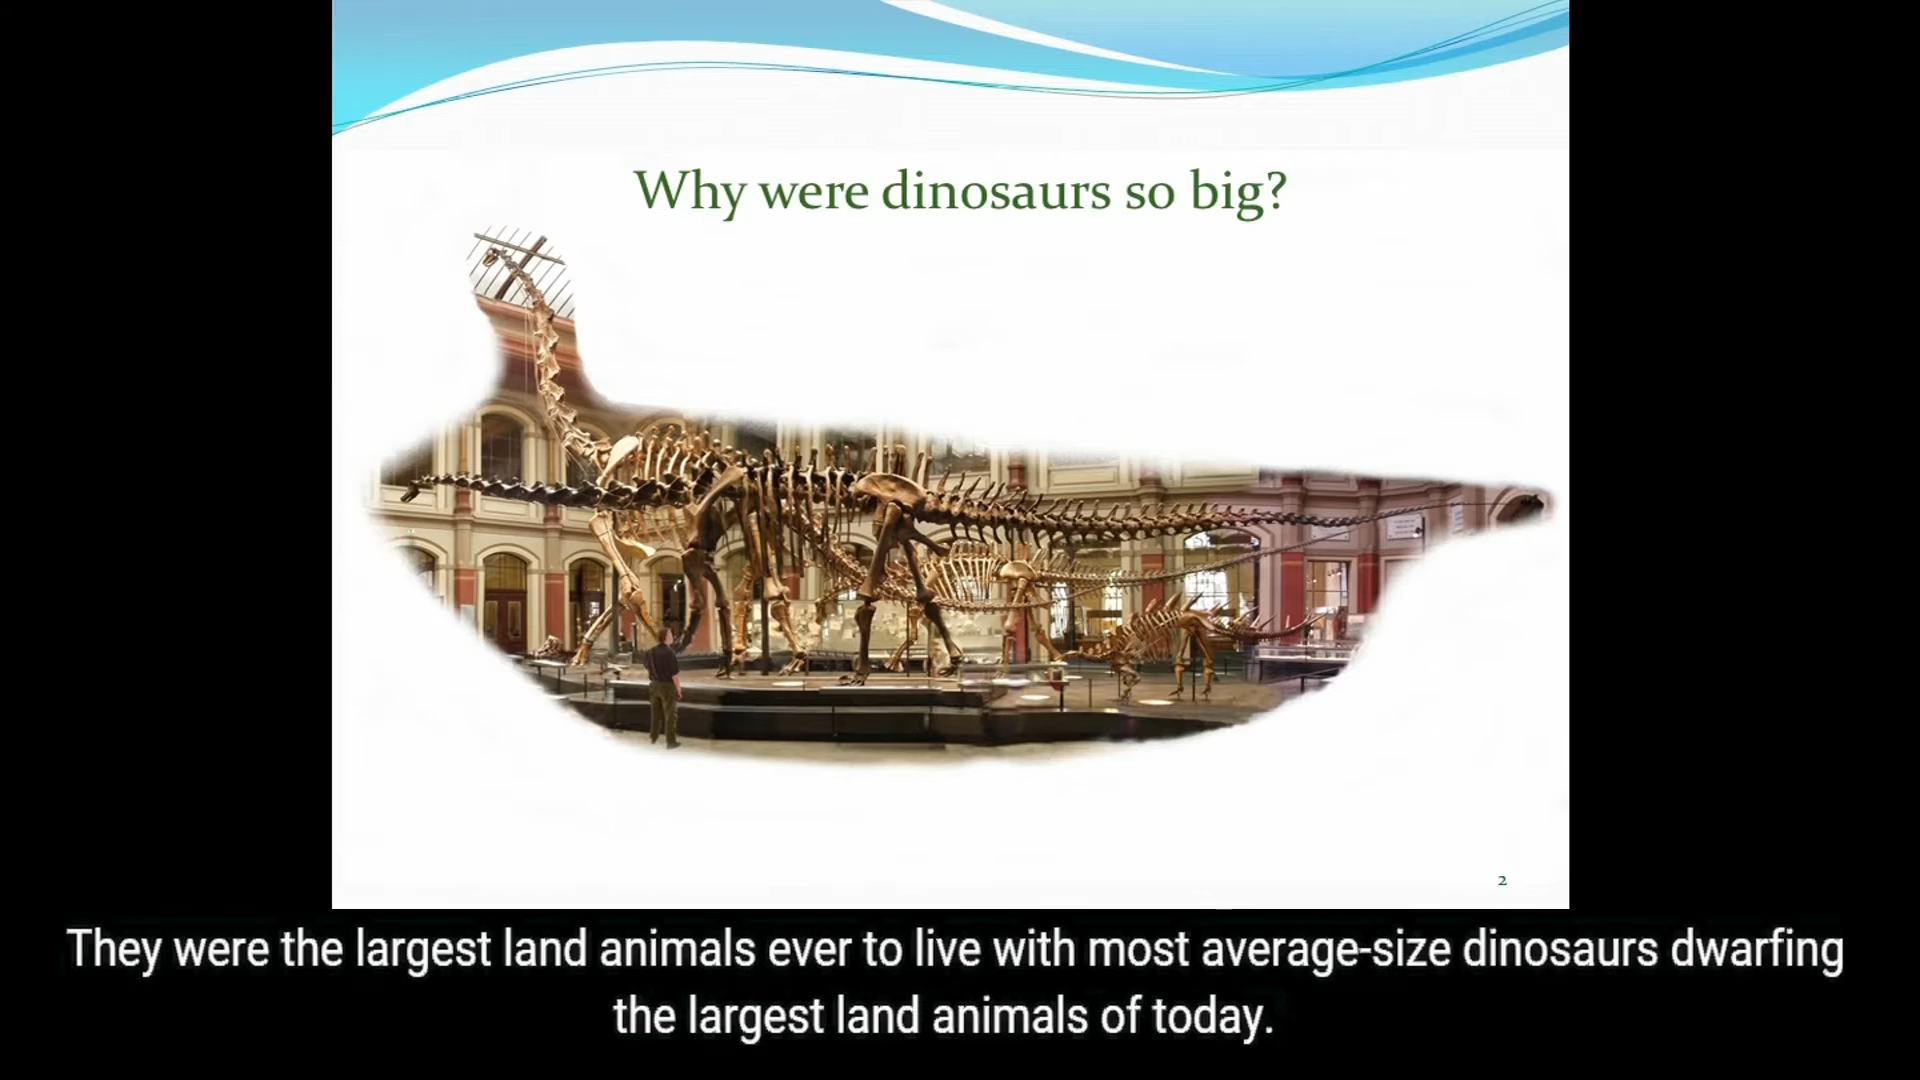 Why were dinosaurs so big?
2
They were the largest land animals ever to live with most average-size dinosaurs dwarfing
the largest land animals of today.